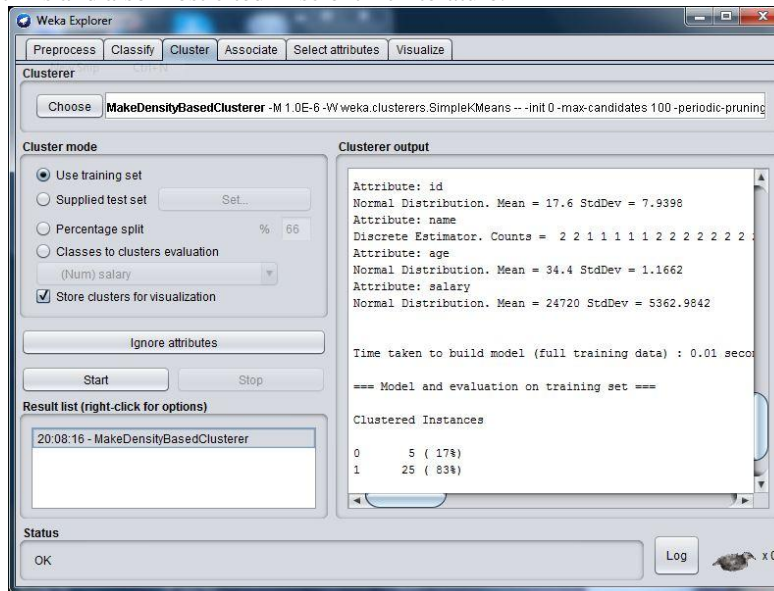 Weka Explorer
Preprocess Classify Cluster Associate Select attributes Visualize
Clusterer
Choose MakeDensityBasedClusterer -M 1.0E-6 -W weka.clusterers.SimpleKMeans -- -init 0 -max-candidates 100 -periodic-pruning
Cluster mode
Use training set
Supplied test set Set...
Percentage split % 66
Classes to clusters evaluation
(Num) salary
Store clusters for visualization
Ignore attributes
Start Stop
Result list (right-click for options)
20:08:16 - MakeDensityBasedClusterer
Clusterer output
Attribute: id
Normal Distribution. Mean = 17.6 StdDev = 7.9398
Attribute: name
Discrete Estimator. Counts = 2 2 1 1 1 1 1 2 2 2 2 2 2 2
Attribute: age
Normal Distribution. Mean = 34.4 StdDev = 1.1662
Attribute: salary
Normal Distribution. Mean = 24720 StdDev = 5362.9842
Time taken to build model (full training data) : 0.01 secon
=== Model and evaluation on training set ===
Clustered Instances
0 5 ( 17%)
1 25 ( 83%)
Status
OK
Log x 0